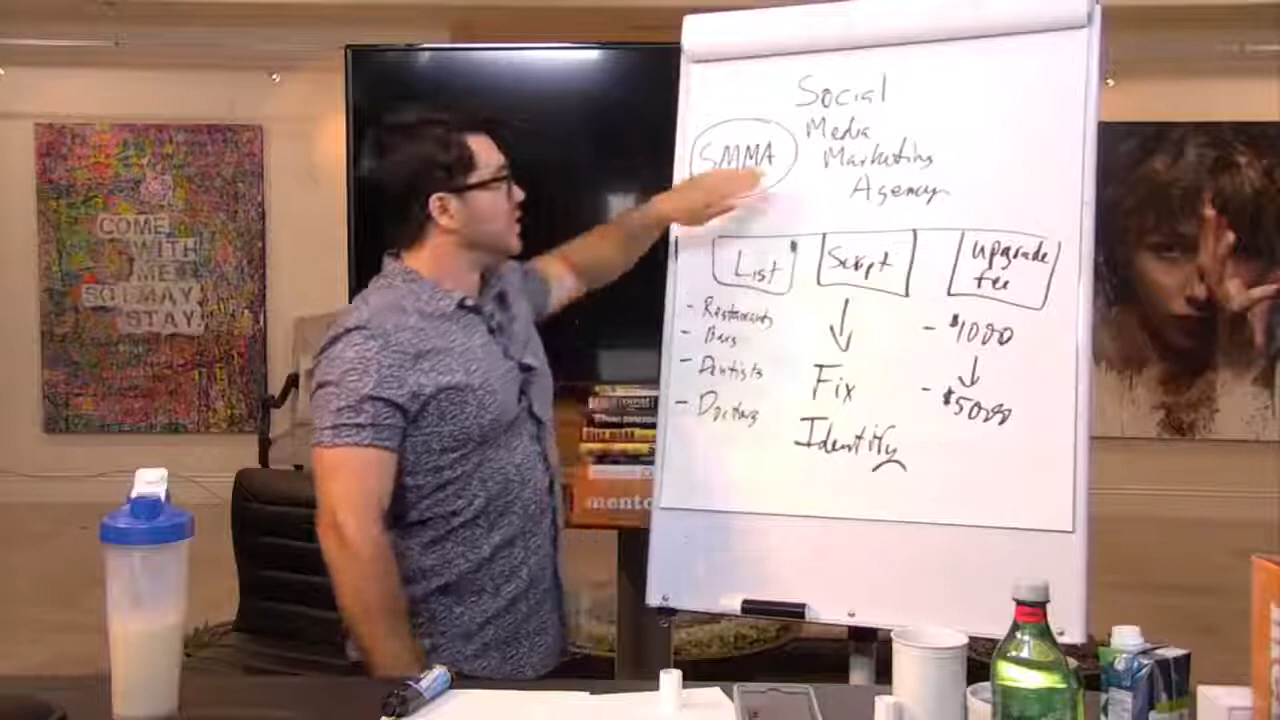 COME
WITH
ME
SO I MAY
STAY.
Social
Media
SMMA
Marketing
Agency
List
Script
upgrade
fee
- Restaurants
- Bars
- Dentists
- Doctors
Fix
Identify
- $1000
- $5000
mento